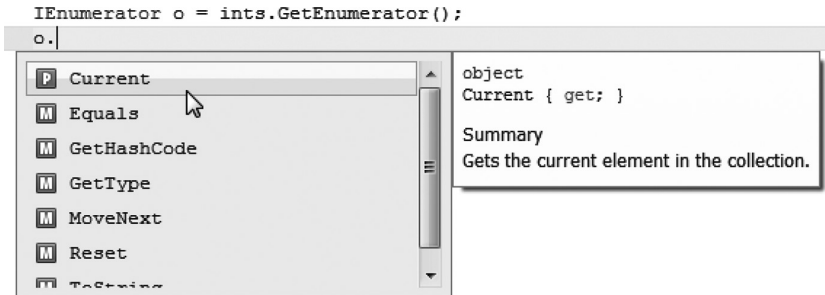 IEnumerator o = ints.GetEnumerator();
o.
P Current
M Equals
M GetHashCode
M GetType
M MoveNext
M Reset
M ToString
object
Current { get; }
Summary
Gets the current element in the collection.